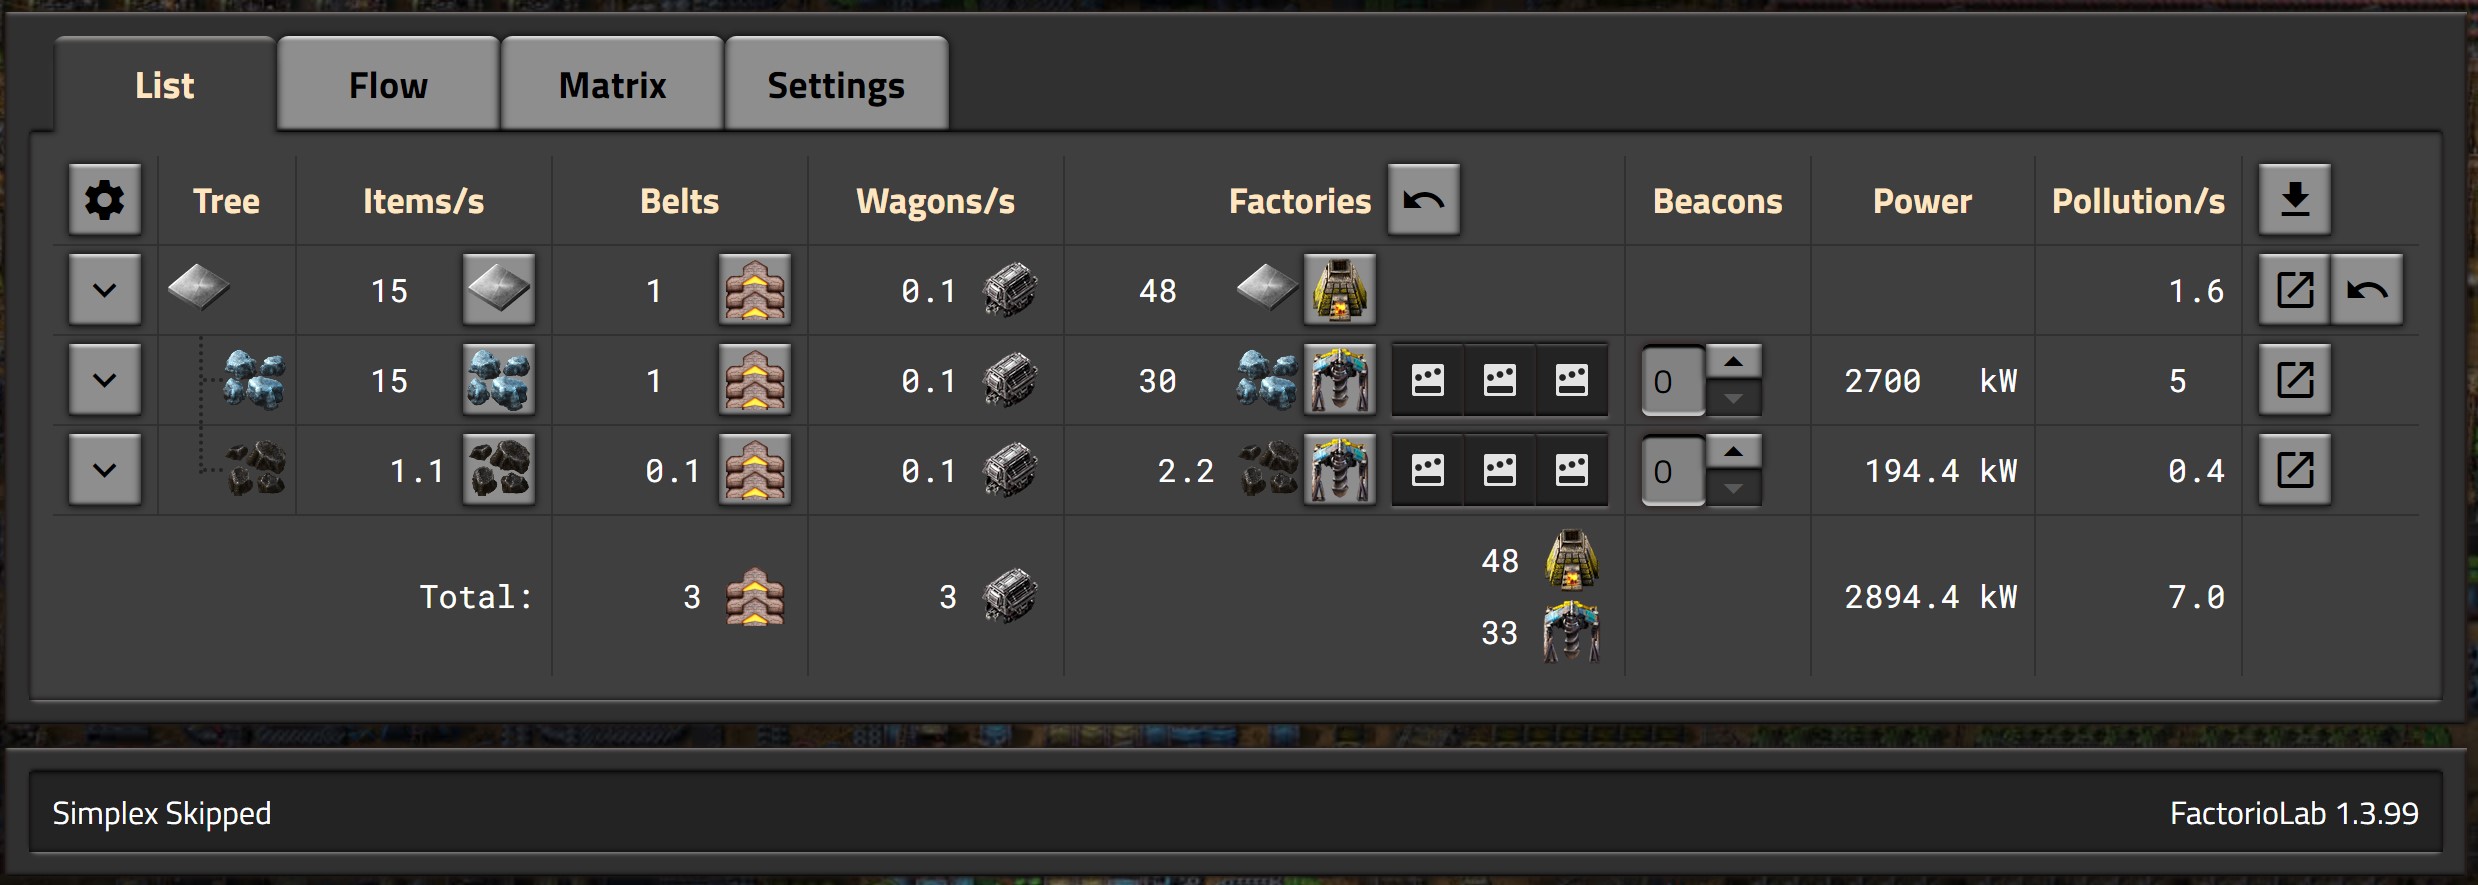 List Flow Matrix Settings
Tree Items/s Belts Wagons/s Factories Beacons Power Pollution/s
15 1 0.1 48 1.6
15 1 0.1 30 0 2700 kW 5
1.1 0.1 0.1 2.2 0 194.4 kW 0.4
48
Total: 3 3 2894.4 kW 7.0
33
Simplex Skipped FactorioLab 1.3.99